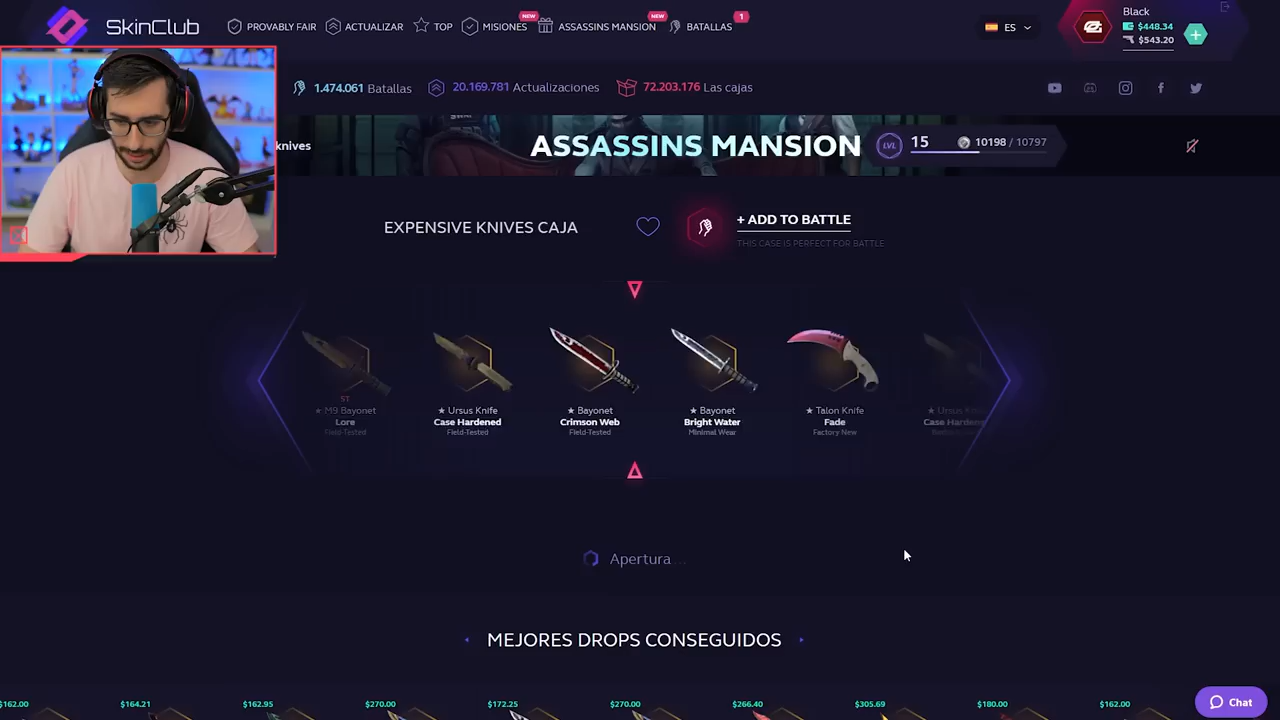 SkinClub
PROVABLY FAIR
ACTUALIZAR
TOP
MISIONES
NEW
ASSASSINS MANSION
NEW
BATALLAS
1
ES
Black
$448.34
$543.20
1.474.061 Batallas
20.169.781 Actualizaciones
72.203.176 Las cajas
knives
ASSASSINS MANSION
LVL
15
10198 / 10797
EXPENSIVE KNIVES CAJA
+ ADD TO BATTLE
THIS CASE IS PERFECT FOR BATTLE
ST
★ M9 Bayonet
Lore
Field-Tested
★ Ursus Knife
Case Hardened
Field-Tested
★ Bayonet
Crimson Web
Field-Tested
★ Bayonet
Bright Water
Minimal Wear
★ Talon Knife
Fade
Factory New
★ Ursus Knife
Case Hardened
Apertura...
MEJORES DROPS CONSEGUIDOS
$162.00
$164.21
$162.95
$270.00
$172.25
$270.00
$266.40
$305.69
$180.00
$162.00
Chat